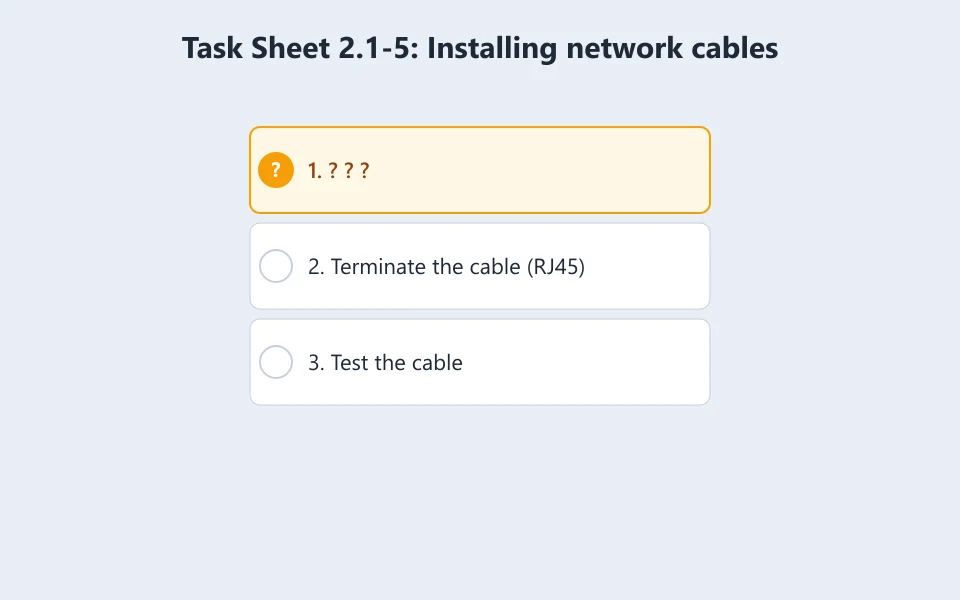 Task Sheet 2.1-5: Installing network cables
?
1. ? ? ?
2. Terminate the cable (RJ45)
3. Test the cable